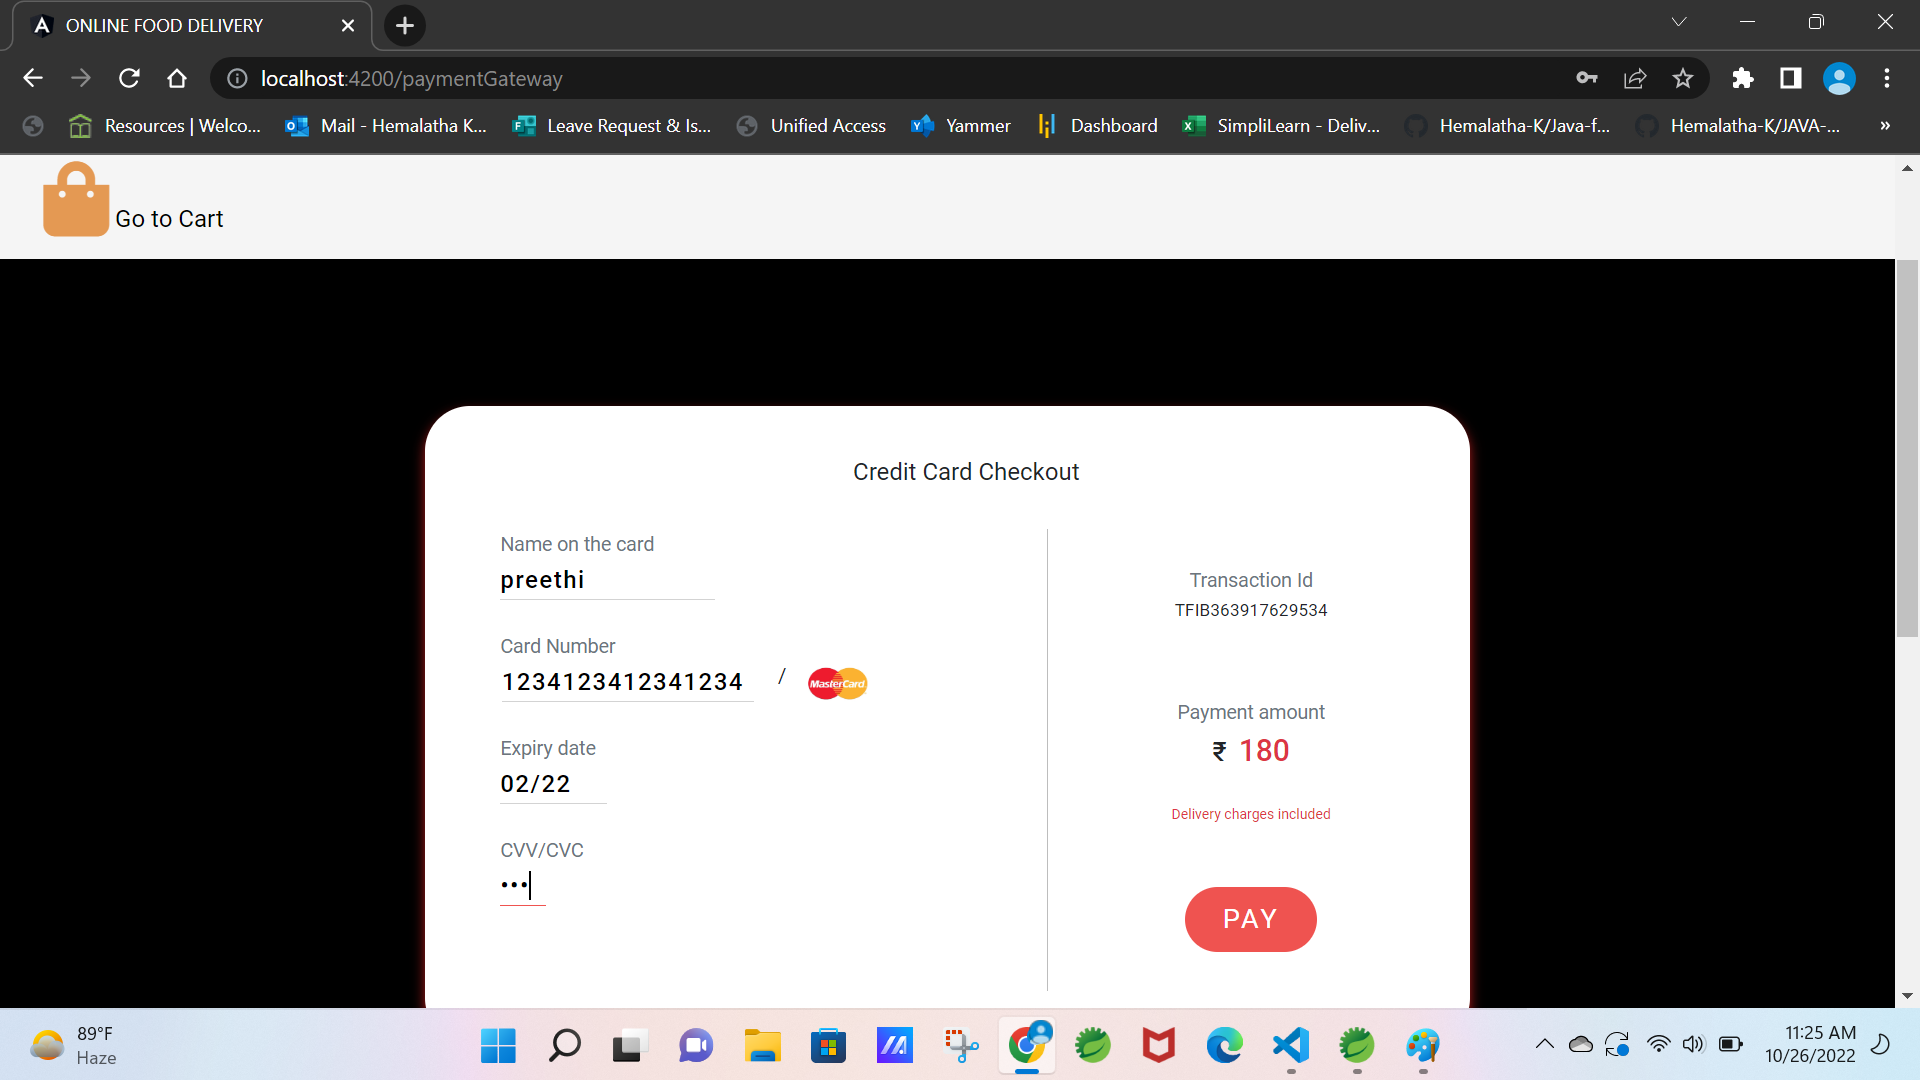 ONLINE FOOD DELIVERY
localhost:4200/paymentGateway
Resources | Welco...
Mail - Hemalatha K...
Leave Request & Is...
Unified Access
Yammer
Dashboard
SimpliLearn - Deliv...
Hemalatha-K/Java-f...
Hemalatha-K/JAVA-...
»
Go to Cart
Credit Card Checkout
Name on the card
preethi
Card Number
1234123412341234 / MasterCard
Expiry date
02/22
CVV/CVC
•••
Transaction Id
TFIB363917629534
Payment amount
₹ 180
Delivery charges included
PAY
89°F
Haze
11:25 AM
10/26/2022